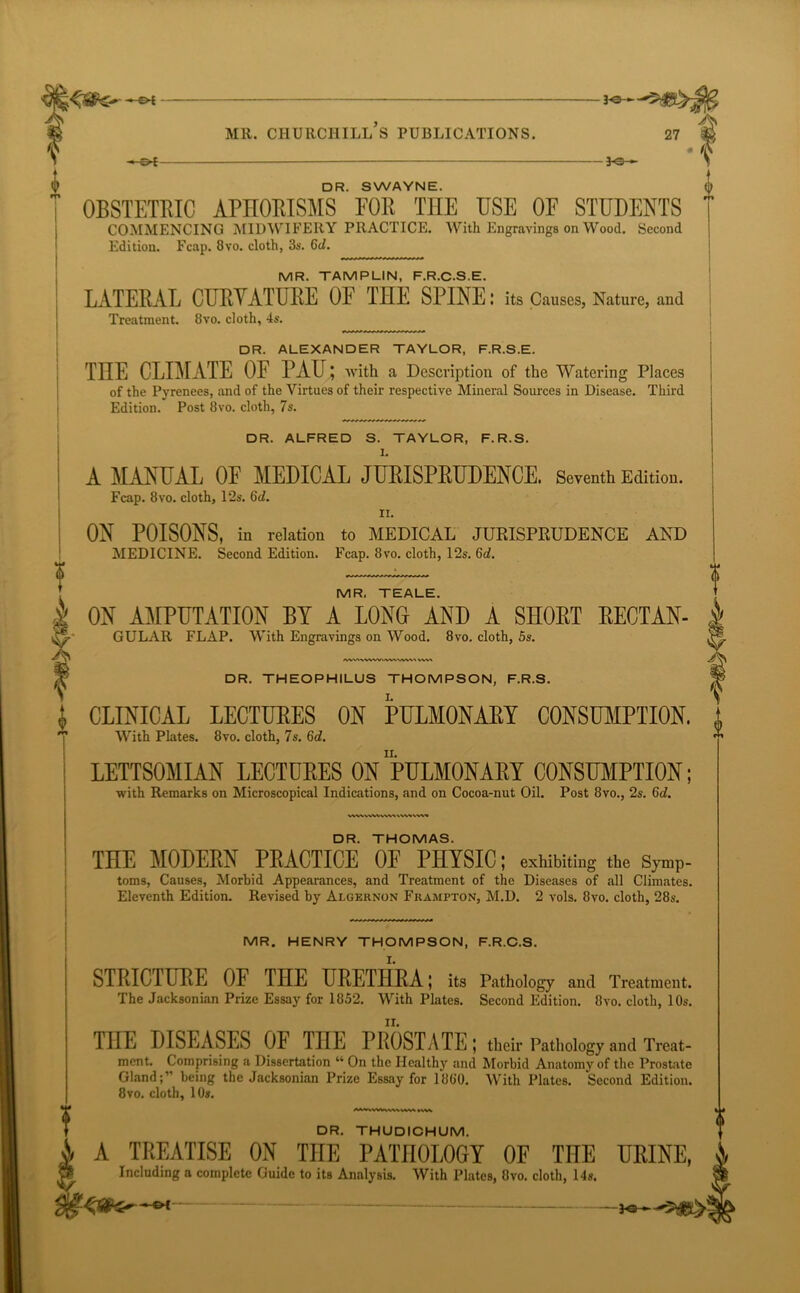 MR. CHURCHILL'S PUBLICATIONS. 27
DR. SWAYNE.
OBSTETRIC APHORISMS FOR THE USE OF STUDENTS
COMMENCING MIDWIFERY PRACTICE. With Engravings on Wood. Second
Edition. Fcap. 8vo. cloth, 3s. 6d.
MR. TAMPLIN, F.R.C.S.E.
LATERAL CURVATURE OF THE SPINE: its Causes, Nature, and
Treatment. 8vo. cloth, 4s.
DR. ALEXANDER TAYLOR, F.R.S.E.
THE CLIMATE OF PAU; with a Description of the Watering Places
of the Pyrenees, and of the Virtues of their respective Mineral Sources in Disease. Third
Edition. Post 8vo. cloth, 7s.
DR. ALFRED S. TAYLOR, F.R.S.
I.
A MANUAL OF MEDICAL JURISPRUDENCE. Seventh Edition.
Fcap. 8vo. cloth, 12s. 6d.
II.
ON POISONS, in relation to MEDICAL JURISPRUDENCE AND
MEDICINE. Second Edition. Fcap. 8vo. cloth, 12s. 6d.
MR. TEALE.
ON AMPUTATION BY A LONG AND A SHORT RECTAN-
GULAR FLAP. With Engravings on Wood. 8vo. cloth, 5s.
DR. THEOPHILUS THOMPSON, F.R.S.
I.
CLINICAL LECTURES ON PULMONARY CONSUMPTION.
With Plates. 8vo. cloth, 7s. 6d.
II.
LETTSOMIAN LECTURES ON PULMONARY CONSUMPTION;
with Remarks on Microscopical Indications, and on Cocoa-nut Oil. Post 8vo., 2s. 6d.
DR. THOMAS.
THE MODERN PRACTICE OF PHYSIC; exhibiting the Symp-
toms, Causes, Morbid Appearances, and Treatment of the Diseases of all Climates.
Eleventh Edition. Revised by Algernon Frampton, M.D. 2 vols. 8vo. cloth, 28s.
MR. HENRY THOMPSON, F.R.C.S.
I.
STRICTURE OF THE URETHRA; its Pathology and Treatment.
The Jacksonian Prize Essay for 1852. With Plates. Second Edition. 8vo. cloth, 10s.
II.
THE DISEASES OF THE PROSTATE; their Pathology and Treat-
ment. Comprising a Dissertation “On the Healthy and Morbid Anatomy of the Prostate
Gland;” being the Jacksonian Prize Essay for 1860. With Plates. Second Edition.
8vo. cloth, 10s.
DR. THUDICHUM.
A TREATISE ON THE PATHOLOGY OF THE URINE,
Including a complete Guide to its Analysis. With Plates, 8vo. cloth, 14s.